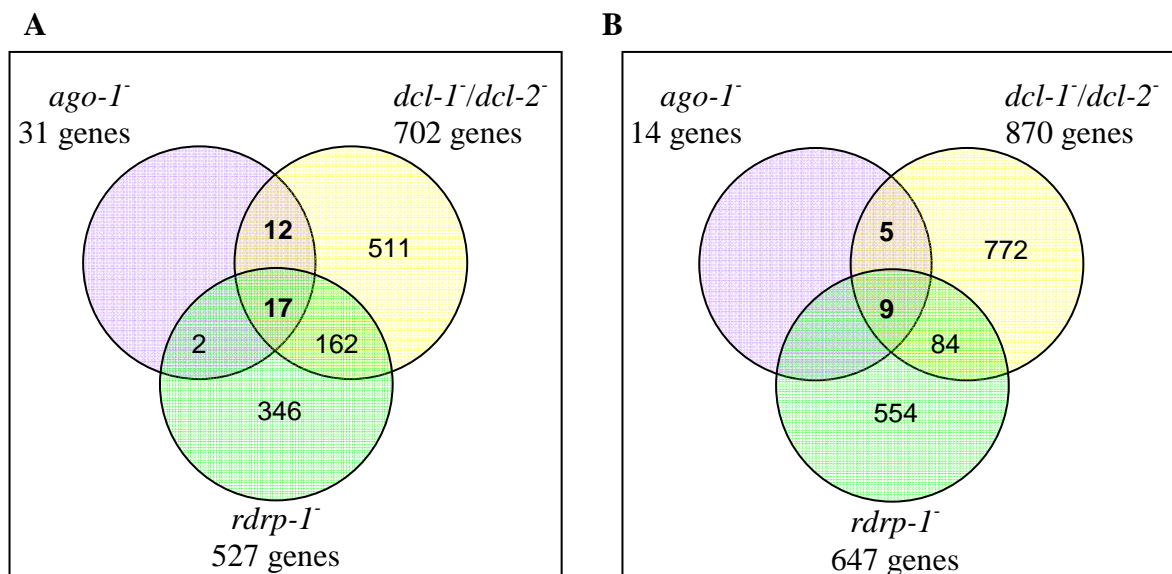 A
ago-1⁻
31 genes
dcl-1⁻/dcl-2⁻
702 genes
12
511
17
2
162
346
rdrp-1⁻
527 genes
B
ago-1⁻
14 genes
dcl-1⁻/dcl-2⁻
870 genes
5
772
9
84
554
rdrp-1⁻
647 genes